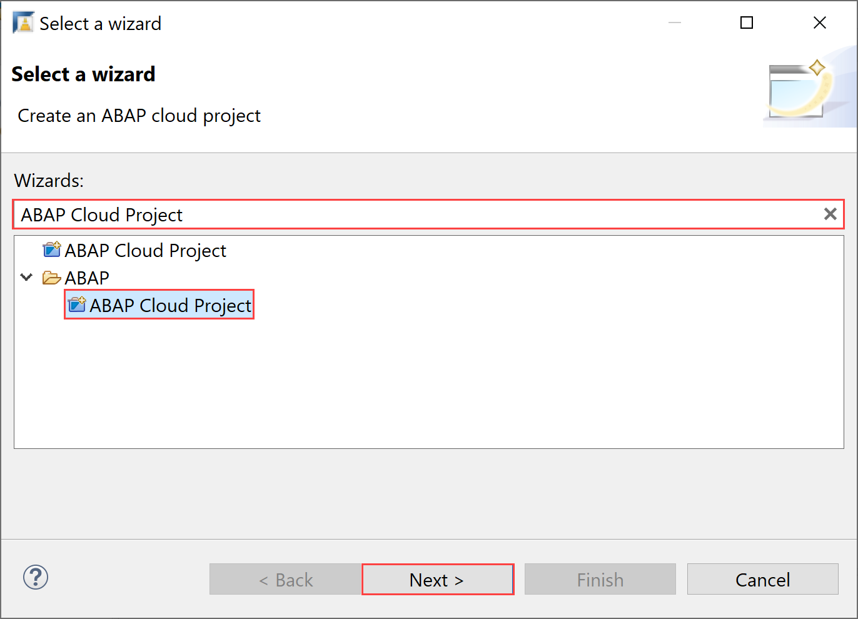 Select a wizard
Select a wizard
Create an ABAP cloud project
Wizards:
ABAP Cloud Project
ABAP Cloud Project
ABAP
ABAP Cloud Project
< Back
Next >
Finish
Cancel